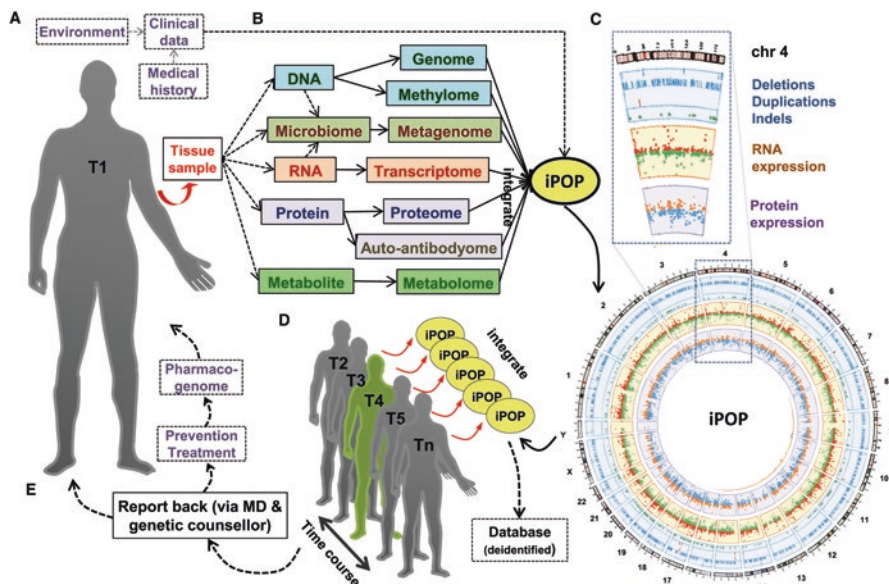 A
Environment
Clinical
data
Medical
history
T1
Tissue
sample
B
DNA
Genome
Methylome
Microbiome
Metagenome
RNA
Transcriptome
Protein
Proteome
Auto-antibodyome
Metabolite
Metabolome
integrate
iPOP
C
chr 4
Deletions
Duplications
Indels
RNA
expression
Protein
expression
D
T2
T3
T4
T5
Tn
iPOP
iPOP
iPOP
iPOP
iPOP
integrate
Time course
Database
(deidentified)
E
Pharmaco-
genome
Prevention
Treatment
Report back (via MD &
genetic counsellor)
iPOP
1
2
3
4
5
6
7
8
10
11
12
13
17
18
19
20
21
22
X
Y